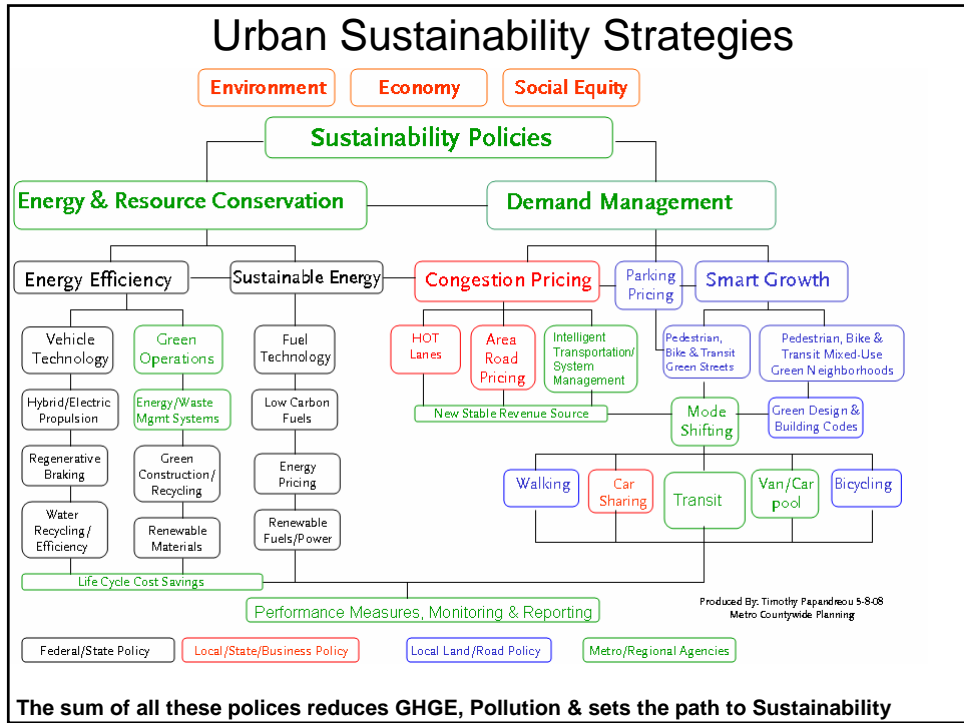 Urban Sustainability Strategies
Environment
Economy
Social Equity
Sustainability Policies
Energy & Resource Conservation
Demand Management
Energy Efficiency
Sustainable Energy
Congestion Pricing
Parking
Pricing
Smart Growth
Vehicle
Technology
Green
Operations
Fuel
Technology
HOT
Lanes
Area
Road
Pricing
Intelligent
Transportation/
System
Management
Pedestrian,
Bike & Transit
Green Streets
Pedestrian, Bike &
Transit Mixed-Use
Green Neighborhoods
Hybrid/Electric
Propulsion
Energy/Waste
Mgmt Systems
Low Carbon
Fuels
New Stable Revenue Source
Mode
Shifting
Green Design &
Building Codes
Regenerative
Braking
Green
Construction/
Recycling
Energy
Pricing
Walking
Car
Sharing
Transit
Van/Car
pool
Bicycling
Water
Recycling/
Efficiency
Renewable
Materials
Renewable
Fuels/Power
Life Cycle Cost Savings
Performance Measures, Monitoring & Reporting
Produced By: Timothy Papandreou 5-8-08
Metro Countywide Planning
Federal/State Policy
Local/State/Business Policy
Local Land/Road Policy
Metro/Regional Agencies
The sum of all these polices reduces GHGE, Pollution & sets the path to Sustainability